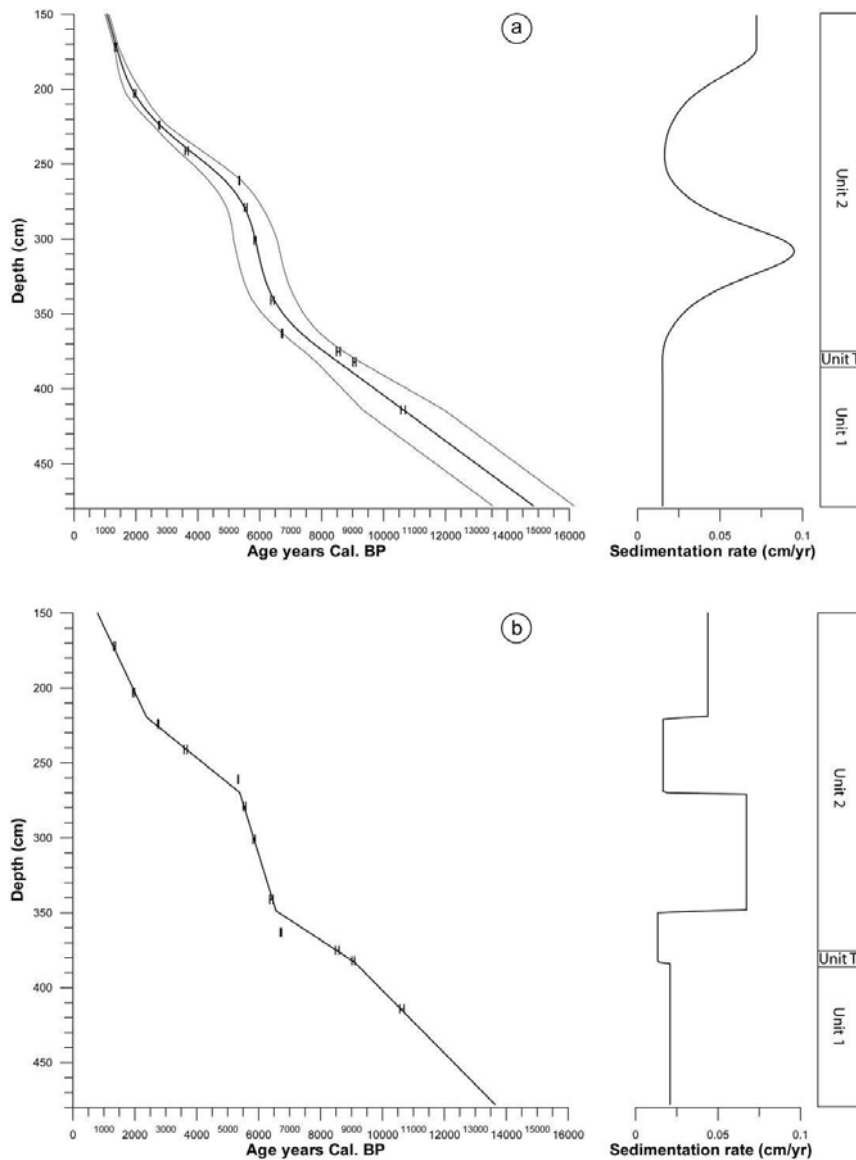 a
150
200
250
300
350
400
450
Depth (cm)
0 1000 2000 3000 4000 5000 6000 7000 8000 9000 10000 11000 12000 13000 14000 15000 16000
Age years Cal. BP
0 0.05 0.1
Sedimentation rate (cm/yr)
Unit 2
Unit T
Unit 1
b
150
200
250
300
350
400
450
Depth (cm)
0 1000 2000 3000 4000 5000 6000 7000 8000 9000 10000 11000 12000 13000 14000 15000 16000
Age years Cal. BP
0 0.05 0.1
Sedimentation rate (cm/yr)
Unit 2
Unit T
Unit 1